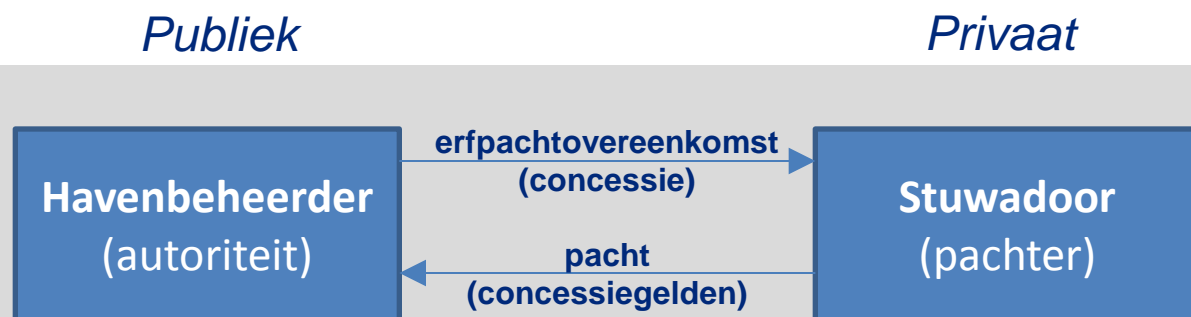 Publiek
Privaat
erfpachtovereenkomst
(concessie)
Havenbeheerder
(autoriteit)
Stuwadoor
(pachter)
pacht
(concessiegelden)